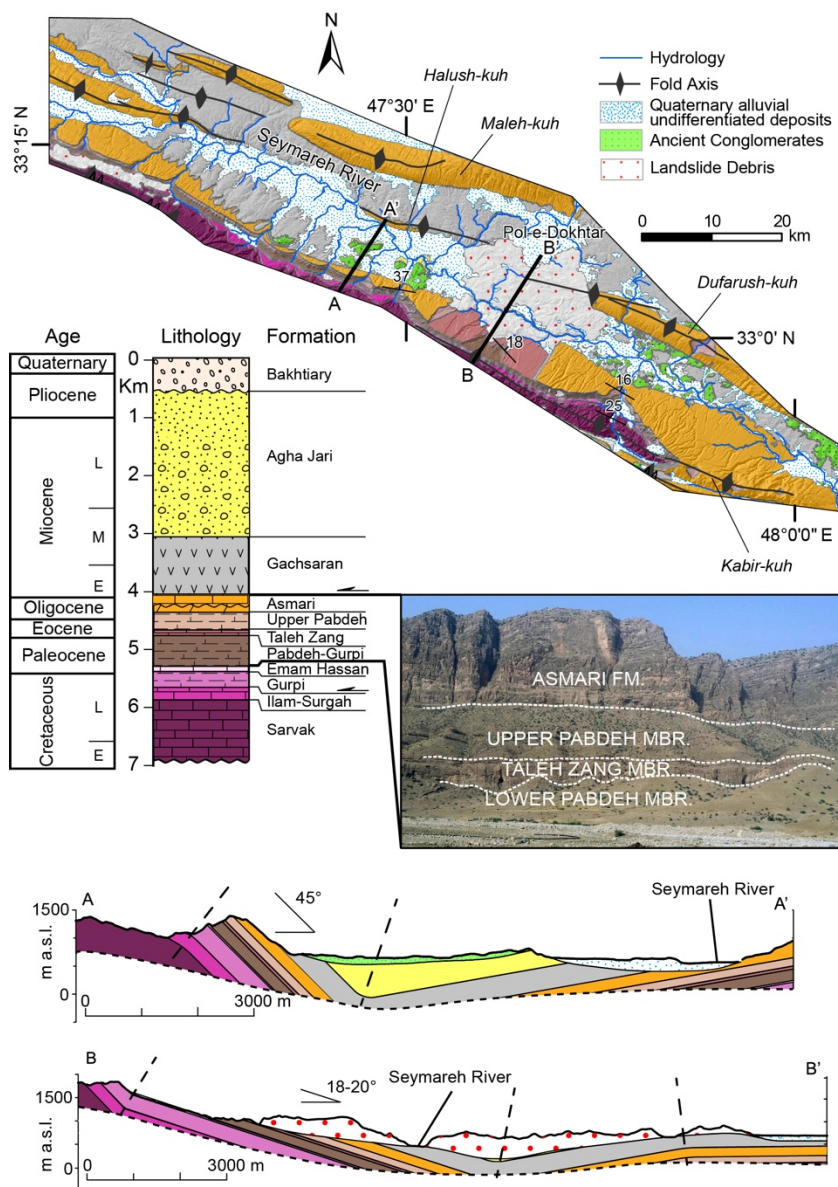 N
Halush-kuh
47°30' E
Maleh-kuh
33°15' N
Seymareh River
A'
Pol-e-Dokhtar
B'
37
A
18
B
Dufarush-kuh
33°0' N
16
25
48°0'0" E
Kabir-kuh
Hydrology
Fold Axis
Quaternary alluvial
undifferentiated deposits
Ancient Conglomerates
Landslide Debris
0 10 20
km
Age Lithology Formation
Quaternary
Pliocene
Miocene
L
M
E
Oligocene
Eocene
Paleocene
Cretaceous
L
E
0
Km
1
2
3
4
5
6
7
Bakhtiary
Agha Jari
Gachsaran
Asmari
Upper Pabdeh
Taleh Zang
Pabdeh-Gurpi
Emam Hassan
Gurpi
Ilam-Surgah
Sarvak
ASMARI FM.
UPPER PABDEH MBR.
TALEH ZANG MBR.
LOWER PABDEH MBR.
A
45°
Seymareh River
A'
1500
m a.s.l.
0
0 3000 m
B
18-20°
Seymareh River
B'
1500
m a.s.l.
0
0 3000 m